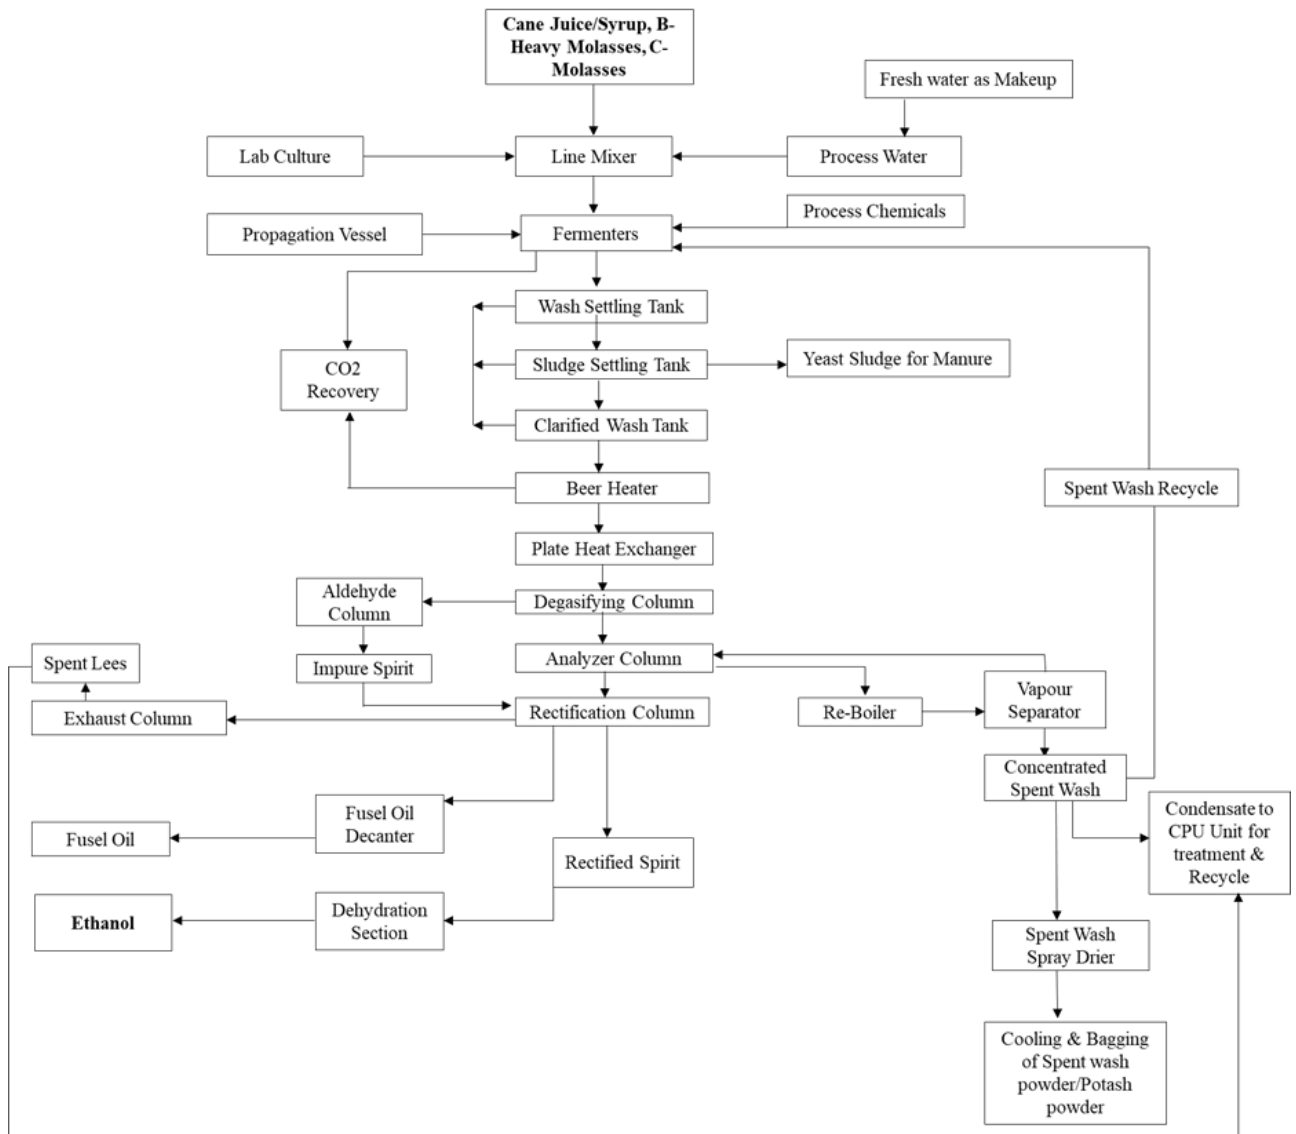 Cane Juice/Syrup, B-
Heavy Molasses, C-
Molasses
Fresh water as Makeup
Lab Culture
Line Mixer
Process Water
Process Chemicals
Propagation Vessel
Fermenters
Wash Settling Tank
CO2
Recovery
Sludge Settling Tank
Yeast Sludge for Manure
Clarified Wash Tank
Beer Heater
Spent Wash Recycle
Plate Heat Exchanger
Aldehyde
Column
Degasifying Column
Spent Lees
Impure Spirit
Analyzer Column
Vapour
Separator
Exhaust Column
Rectification Column
Re-Boiler
Concentrated
Spent Wash
Fusel Oil
Fusel Oil
Decanter
Rectified Spirit
Condensate to
CPU Unit for
treatment &
Recycle
Ethanol
Dehydration
Section
Spent Wash
Spray Drier
Cooling & Bagging
of Spent wash
powder/Potash
powder